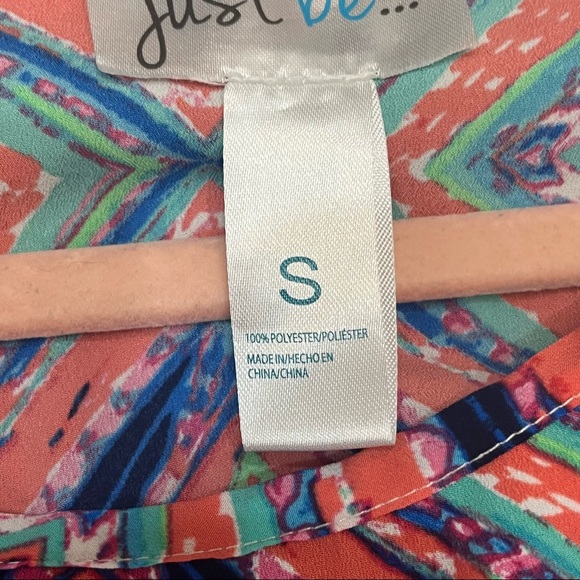 just be...
S
100% POLYESTER/POLIÉSTER
MADE IN/HECHO EN
CHINA/CHINA